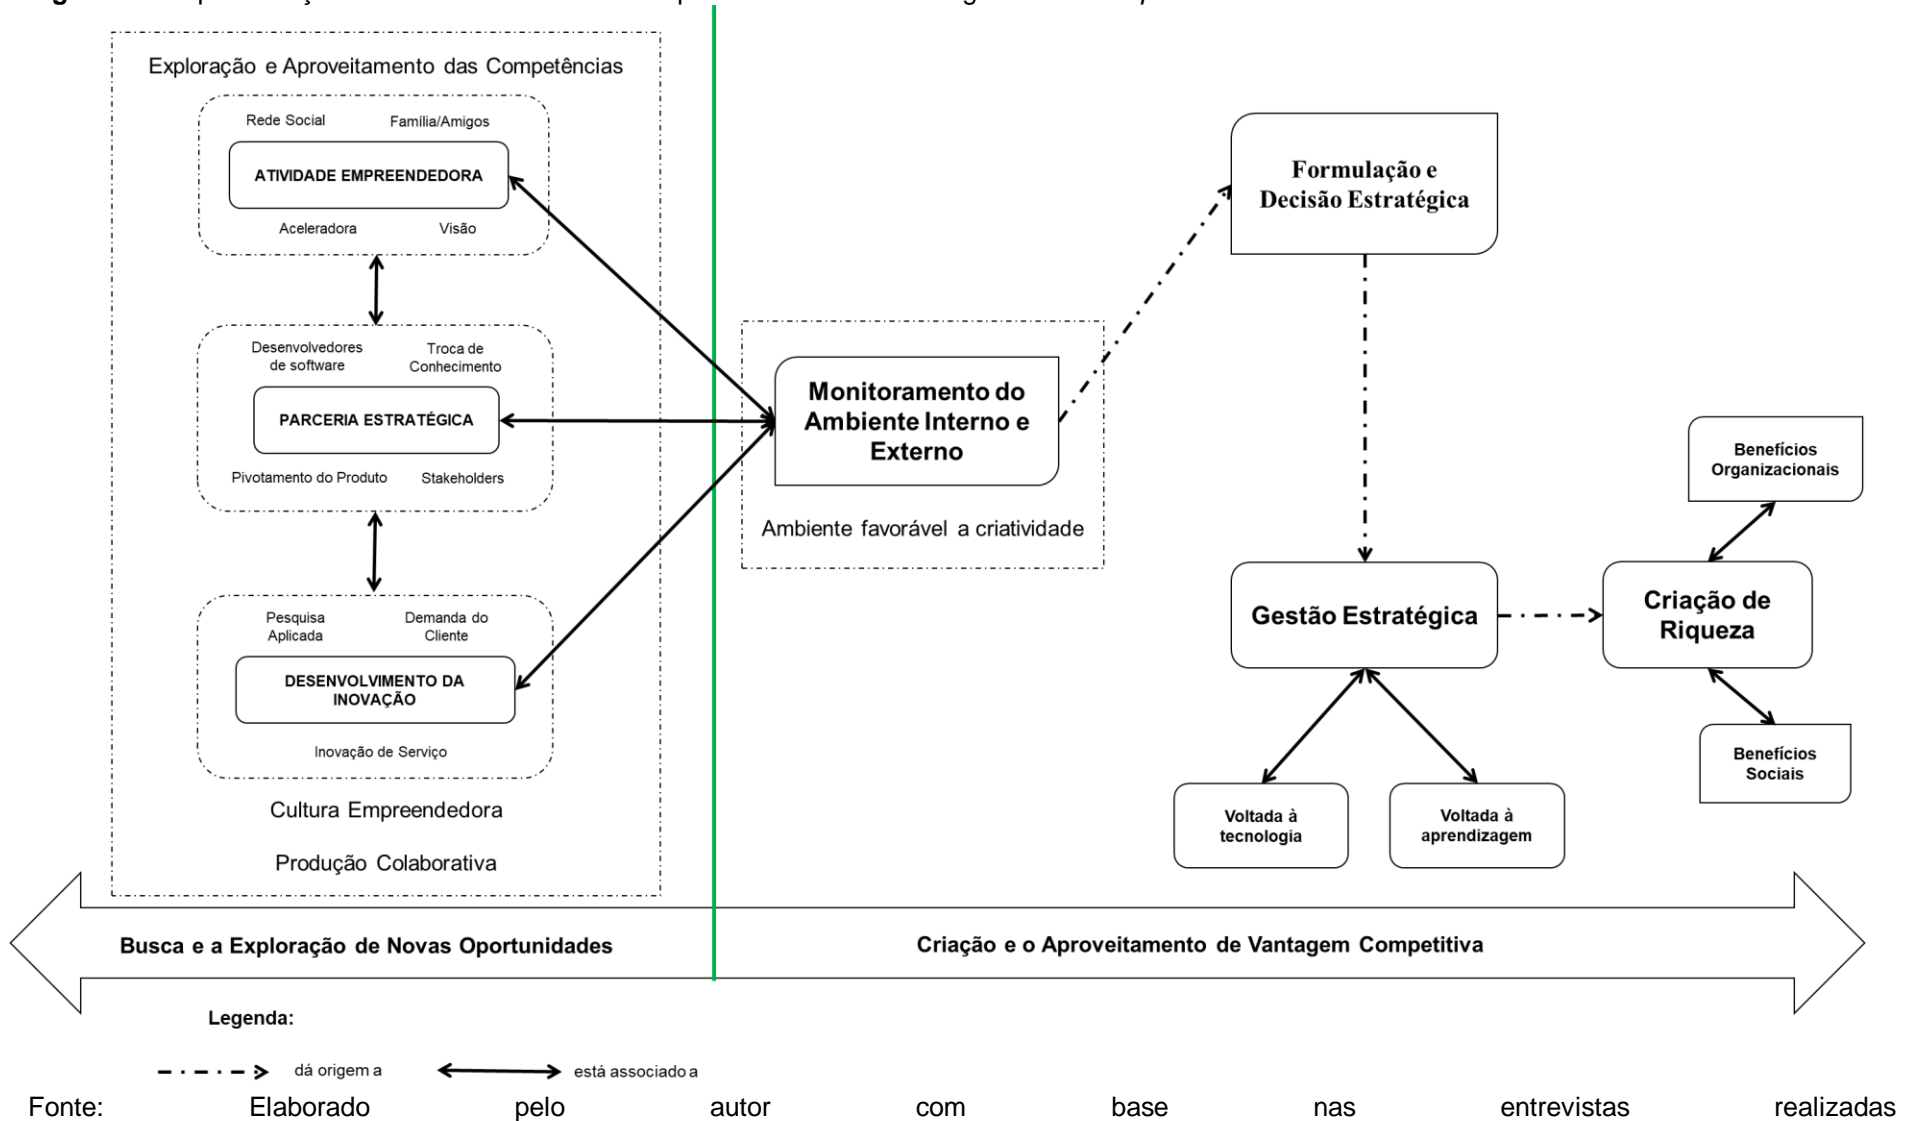 Exploração e Aproveitamento das Competências
Rede Social
Família/Amigos
ATIVIDADE EMPREENDEDORA
Aceleradora
Visão
Desenvolvedores
de software
Troca de
Conhecimento
PARCERIA ESTRATÉGICA
Pivotamento do Produto
Stakeholders
Pesquisa
Aplicada
Demanda do
Cliente
DESENVOLVIMENTO DA
INOVAÇÃO
Inovação de Serviço
Cultura Empreendedora
Produção Colaborativa
Monitoramento do
Ambiente Interno e
Externo
Ambiente favorável a criatividade
Formulação e
Decisão Estratégica
Gestão Estratégica
Voltada à
tecnologia
Voltada à
aprendizagem
Criação de
Riqueza
Benefícios
Organizacionais
Benefícios
Sociais
Busca e a Exploração de Novas Oportunidades
Criação e o Aproveitamento de Vantagem Competitiva
Legenda:
dá origem a
está associado a
Fonte: Elaborado pelo autor com base nas entrevistas realizadas